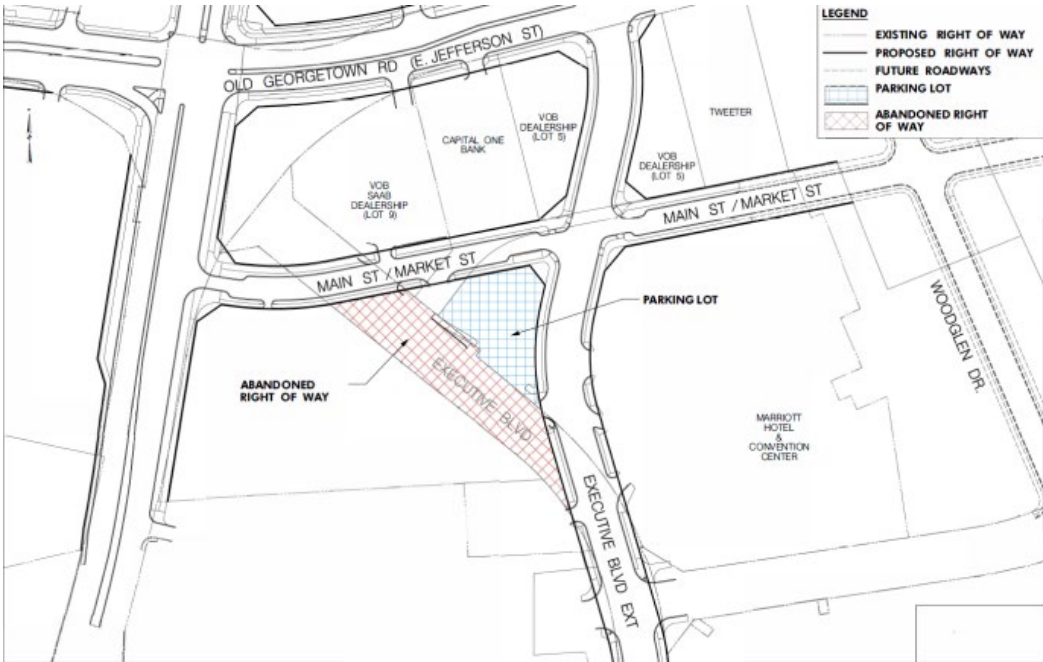 LEGEND
EXISTING RIGHT OF WAY
PROPOSED RIGHT OF WAY
FUTURE ROADWAYS
PARKING LOT
ABANDONED RIGHT
OF WAY
OLD GEORGETOWN RD (E. JEFFERSON ST)
CAPITAL ONE
BANK
VOB
DEALERSHIP
(LOT 5)
TWEETER
VOB
DEALERSHIP
(LOT 5)
VOB
SAAB
DEALERSHIP
(LOT 9)
MAIN ST / MARKET ST
MAIN ST / MARKET ST
PARKING LOT
WOODGLEN DR.
ABANDONED
RIGHT OF WAY
EXECUTIVE BLVD
MARRIOTT
HOTEL
&
CONVENTION
CENTER
EXECUTIVE BLVD EXT